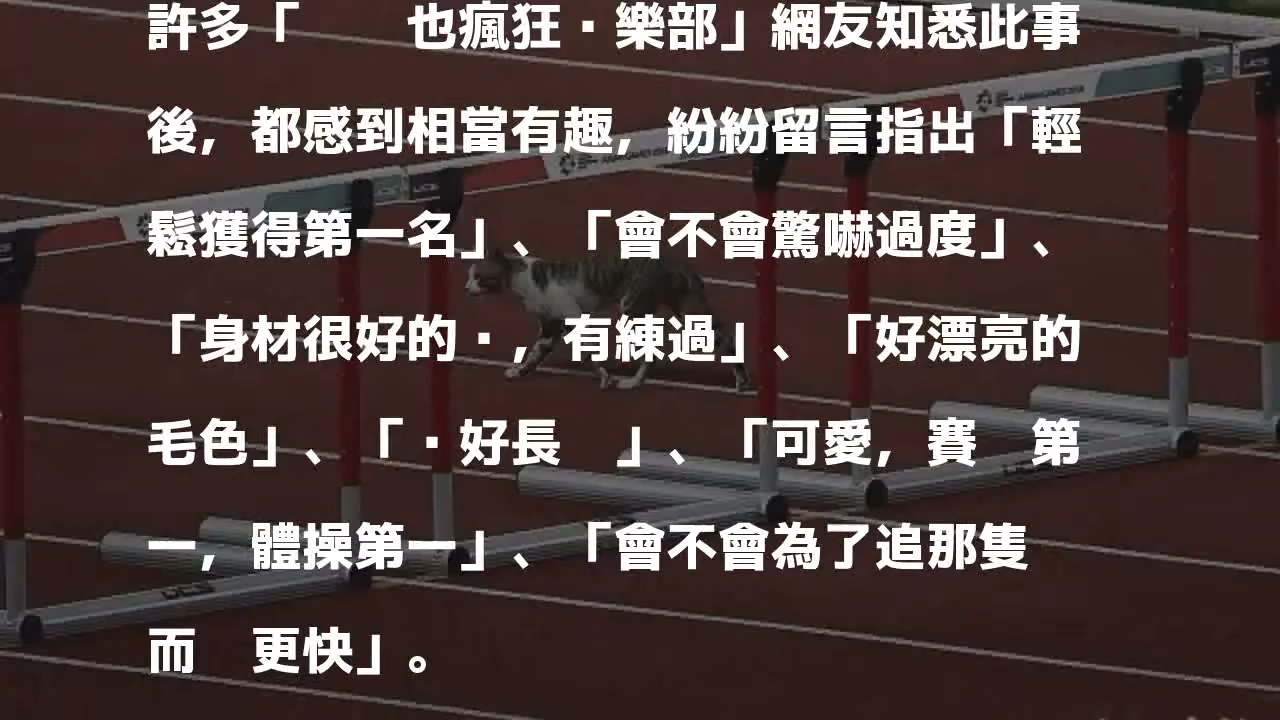 許多「　　也瘋狂·樂部」網友知悉此事
後，都感到相當有趣，紛紛留言指出「輕
鬆獲得第一名」、「會不會驚嚇過度」、
「身材很好的·，有練過」、「好漂亮的
毛色」、「·好長　」、「可愛，賽　第
一，體操第一」、「會不會為了追那隻
而　更快」。